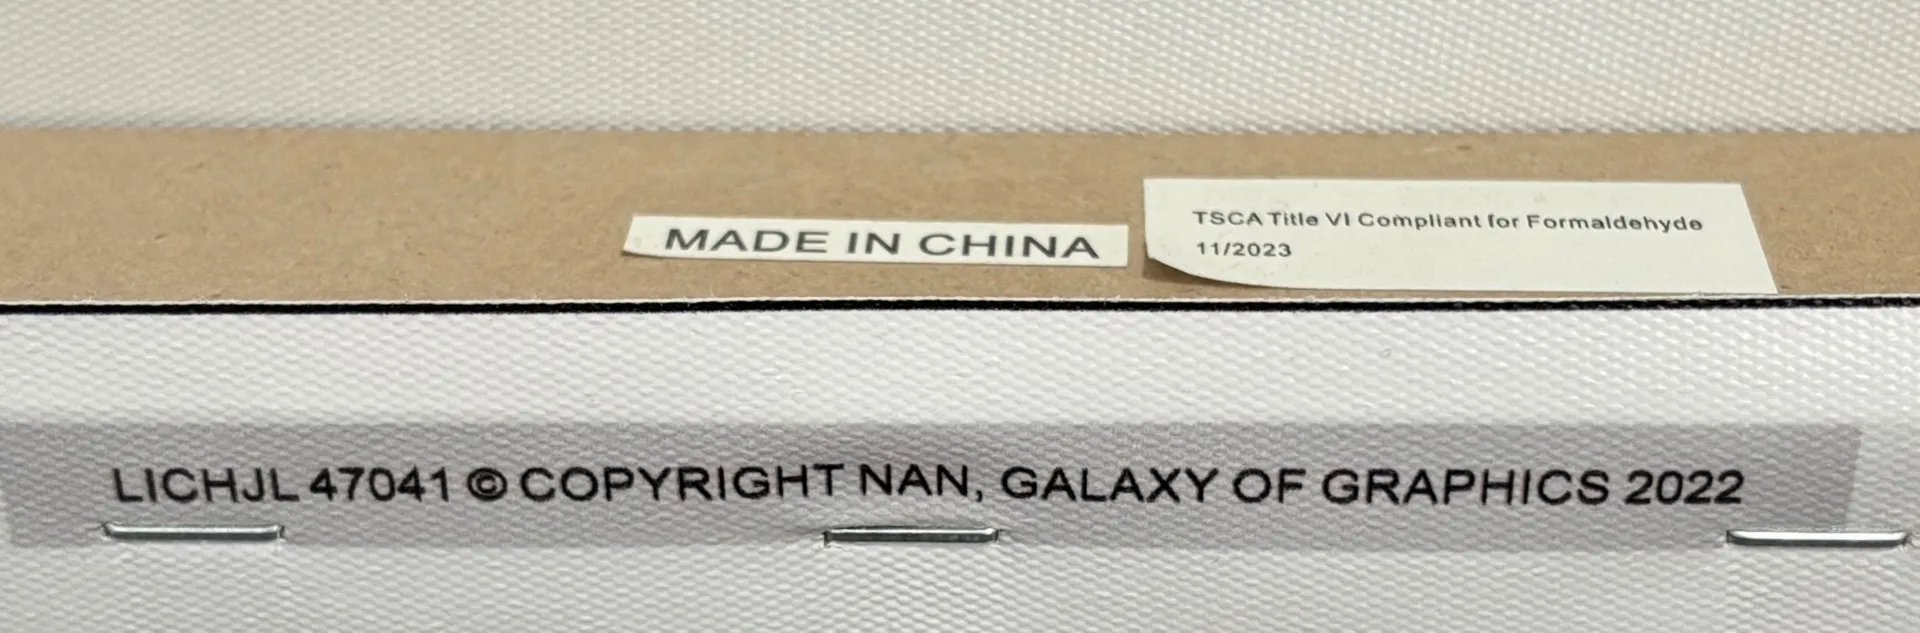 MADE IN CHINA
TSCA Title VI Compliant for Formaldehyde
11/2023
LICHJL 47041 © COPYRIGHT NAN, GALAXY OF GRAPHICS 2022